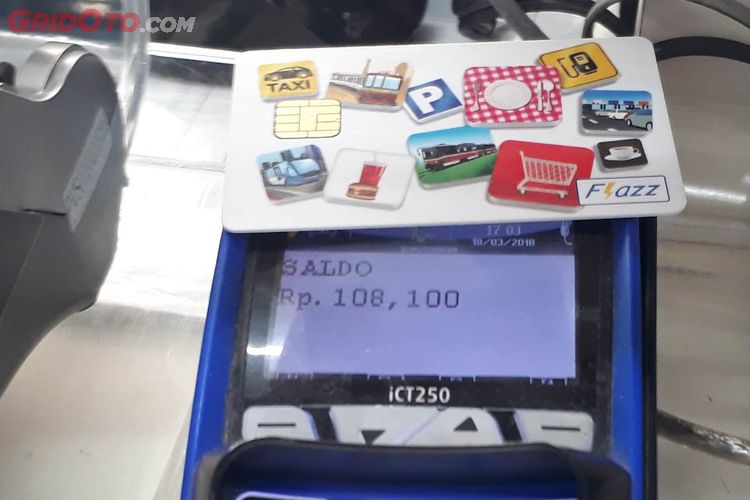 GRIDOTO.COM
TAXI
P
Flazz
17 03
18/03/2018
SALDO
Rp. 108,100
iCT250